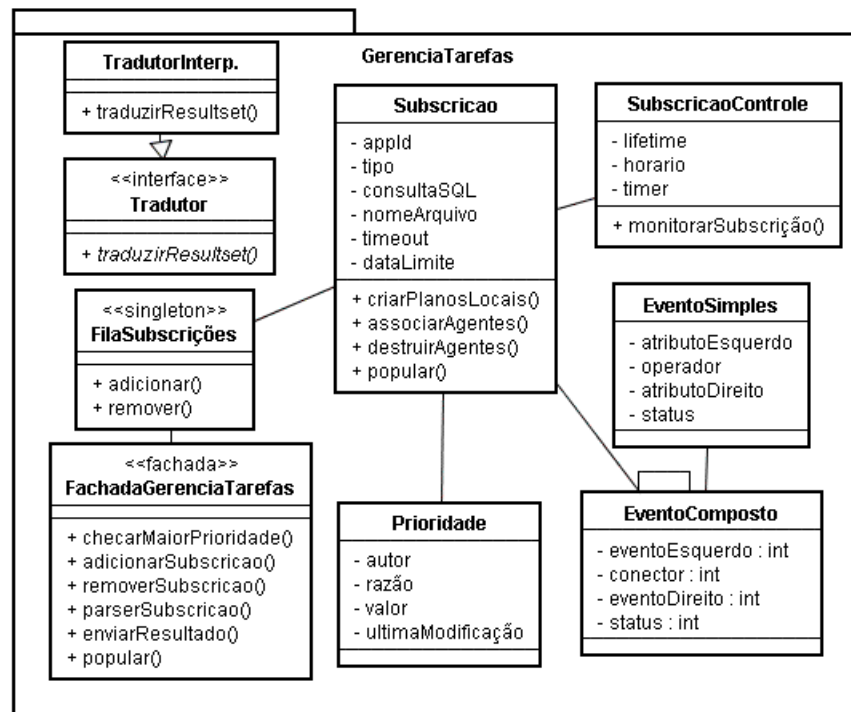 GerenciaTarefas
TradutorInterp.
+ traduzirResultset()
<<interface>>
Tradutor
+ traduzirResultset()
<<singleton>>
FilaSubscrições
+ adicionar()
+ remover()
<<fachada>>
FachadaGerenciaTarefas
+ checarMaiorPrioridade()
+ adicionarSubscricao()
+ removerSubscricao()
+ parserSubscricao()
+ enviarResultado()
+ popular()
Subscricao
- appId
- tipo
- consultaSQL
- nomeArquivo
- timeout
- dataLimite
+ criarPlanosLocais()
+ associarAgentes()
+ destruirAgentes()
+ popular()
Prioridade
- autor
- razão
- valor
- ultimaModificação
SubscricaoControle
- lifetime
- horario
- timer
+ monitorarSubscrição()
EventoSimples
- atributoEsquerdo
- operador
- atributoDireito
- status
EventoComposto
- eventoEsquerdo : int
- conector : int
- eventoDireito : int
- status : int